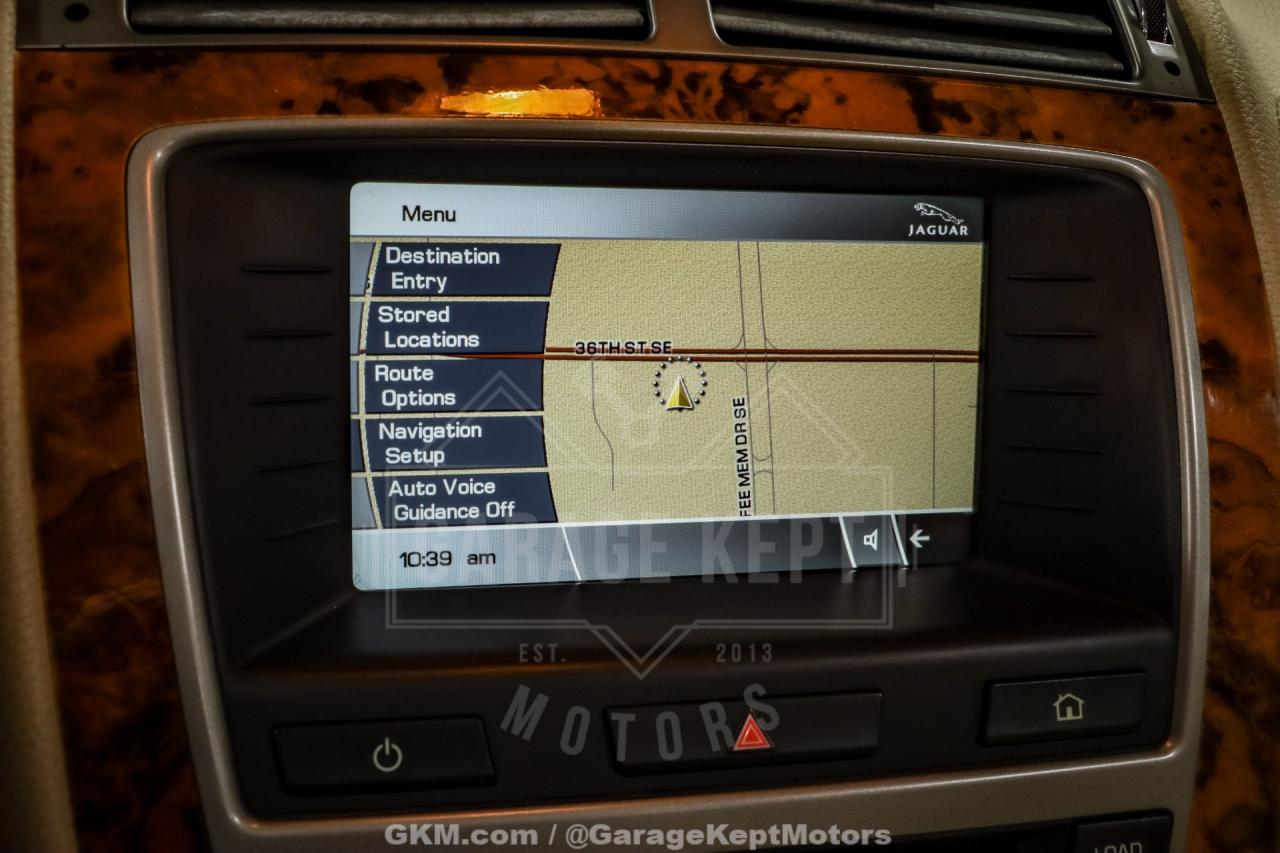 Menu
JAGUAR
Destination
Entry
Stored
Locations
Route
Options
Navigation
Setup
Auto Voice
Guidance Off
36TH ST SE
FEE MEM DR SE
10:39 am
GARAGE KEPT
EST. 2013
MOTORS
GKM.com / @GarageKeptMotors
LOAD